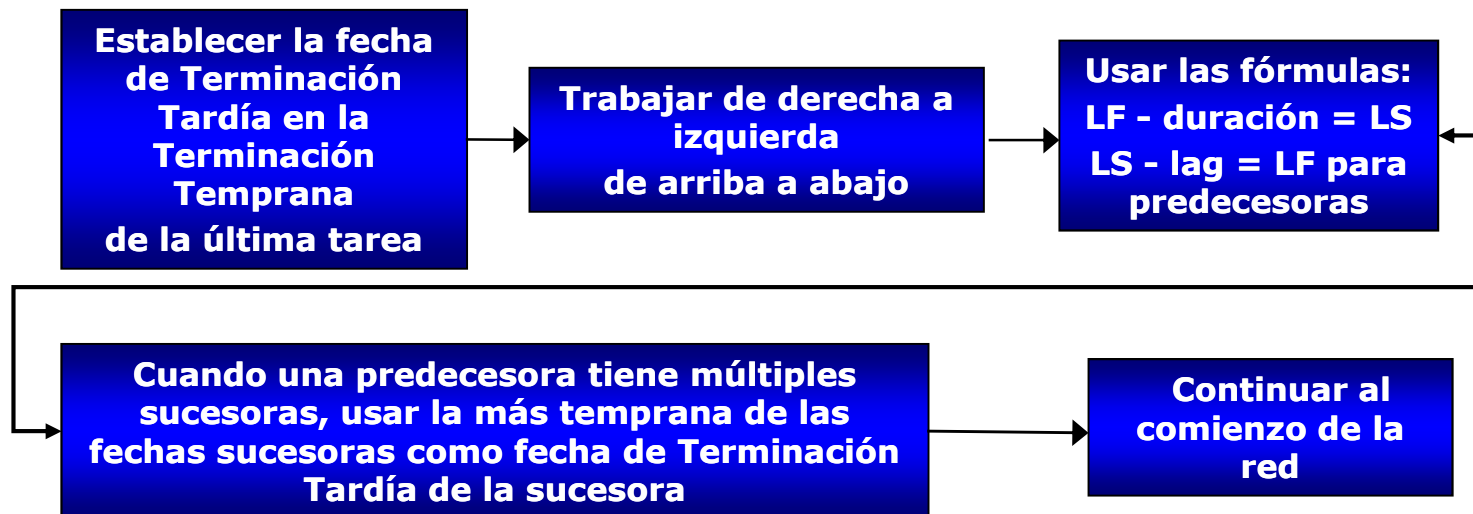 Establecer la fecha
de Terminación
Tardía en la
Terminación
Temprana
de la última tarea
Trabajar de derecha a
izquierda
de arriba a abajo
Usar las fórmulas:
LF – duración = LS
LS – lag = LF para
predecesoras
Cuando una predecesora tiene múltiples
sucesoras, usar la más temprana de las
fechas sucesoras como fecha de Terminación
Tardía de la sucesora
Continuar al
comienzo de la
red